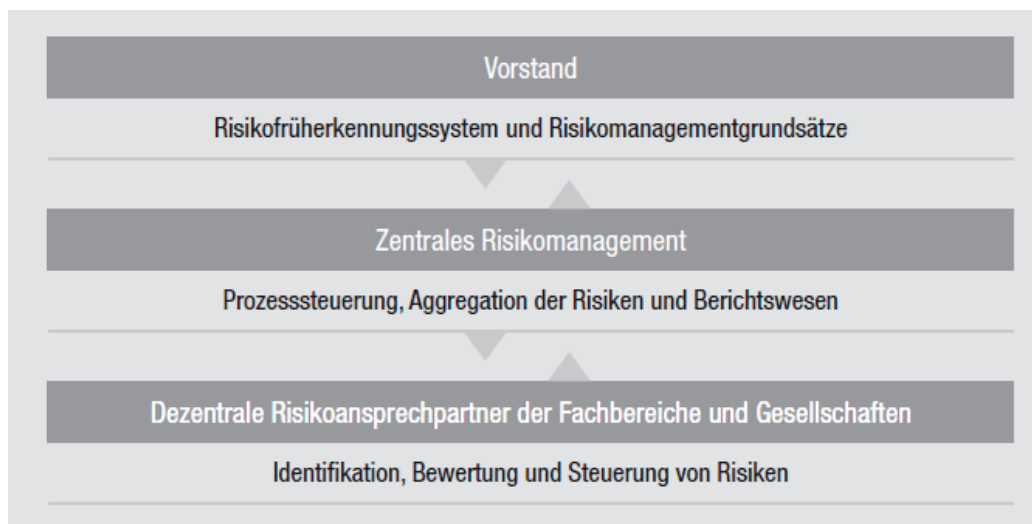 Vorstand
Risikofrüherkennungssystem und Risikomanagementgrundsätze
Zentrales Risikomanagement
Prozesssteuerung, Aggregation der Risiken und Berichtswesen
Dezentrale Risikoansprechpartner der Fachbereiche und Gesellschaften
Identifikation, Bewertung und Steuerung von Risiken